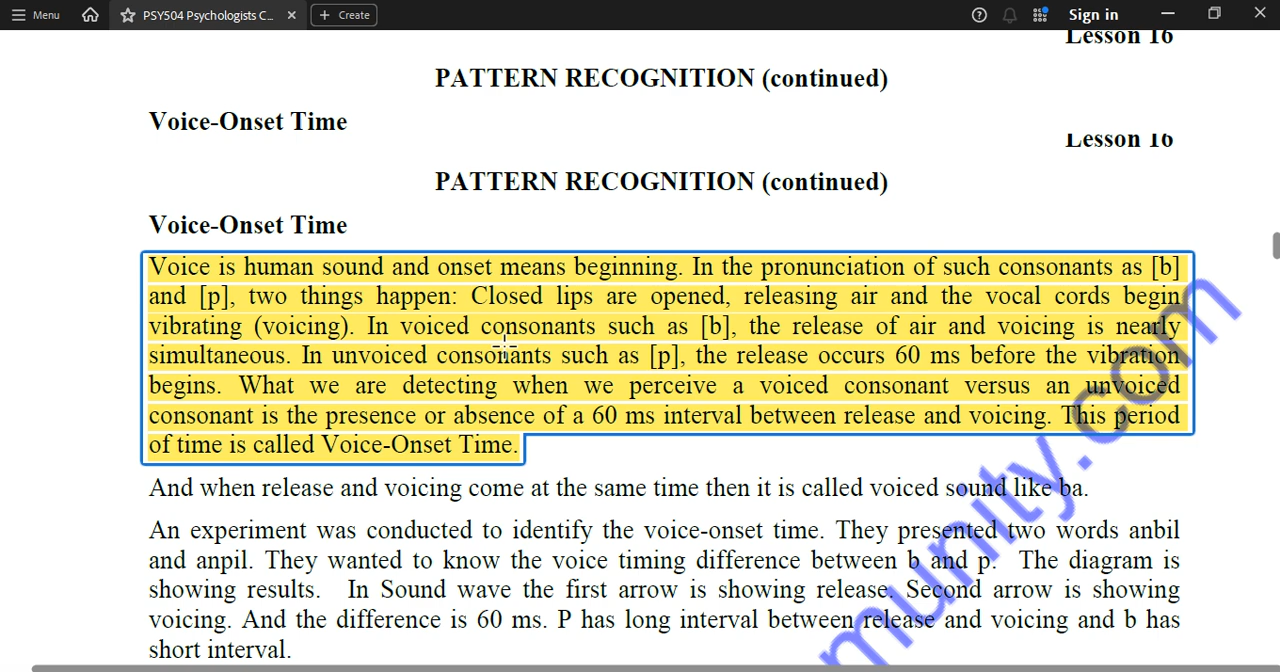 Menu
PSY504 Psychologists C...
Create
Sign in
Lesson 16
PATTERN RECOGNITION (continued)
Voice-Onset Time
Lesson 16
PATTERN RECOGNITION (continued)
Voice-Onset Time
Voice is human sound and onset means beginning. In the pronunciation of such consonants as [b]
and [p], two things happen: Closed lips are opened, releasing air and the vocal cords begin
vibrating (voicing). In voiced consonants such as [b], the release of air and voicing is nearly
simultaneous. In unvoiced consonants such as [p], the release occurs 60 ms before the vibration
begins. What we are detecting when we perceive a voiced consonant versus an unvoiced
consonant is the presence or absence of a 60 ms interval between release and voicing. This period
of time is called Voice-Onset Time.
And when release and voicing come at the same time then it is called voiced sound like ba.
An experiment was conducted to identify the voice-onset time. They presented two words anbil
and anpil. They wanted to know the voice timing difference between b and p. The diagram is
showing results. In Sound wave the first arrow is showing release. Second arrow is showing
voicing. And the difference is 60 ms. P has long interval between release and voicing and b has
short interval.
munity.com